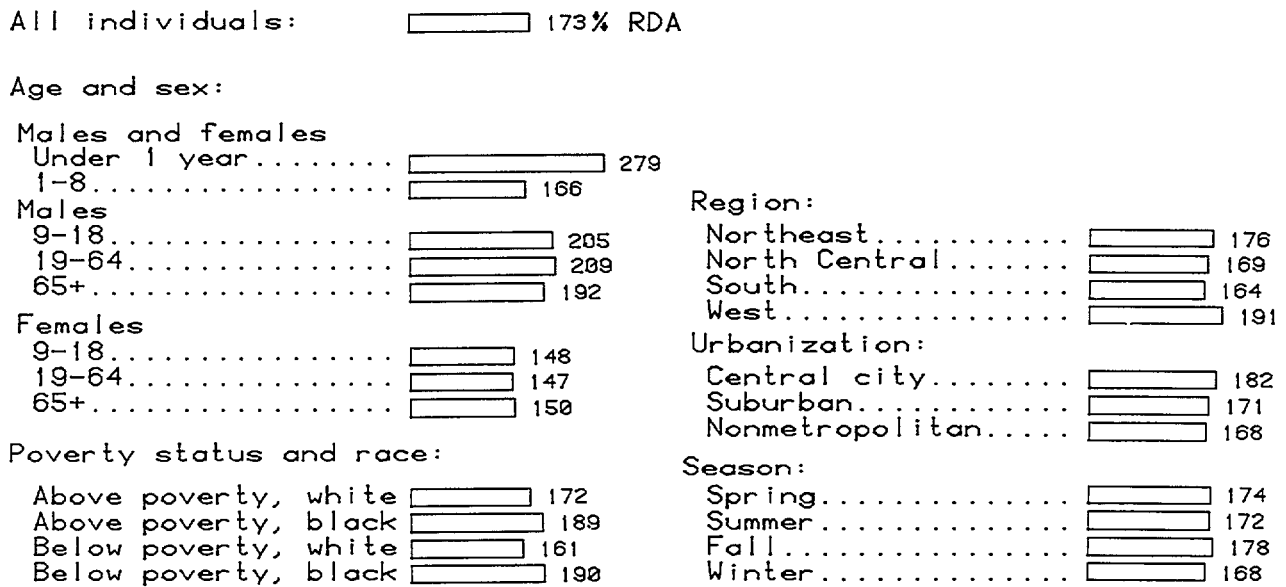 All individuals: 173% RDA
Age and sex:
Males and females
Under 1 year........ 279
1-8................. 166
Males
9-18................ 205
19-64............... 209
65+................. 192
Females
9-18................ 148
19-64............... 147
65+................. 150
Poverty status and race:
Above poverty, white 172
Above poverty, black 189
Below poverty, white 161
Below poverty, black 190
Region:
Northeast........... 176
North Central....... 169
South............... 164
West................ 191
Urbanization:
Central city........ 182
Suburban............ 171
Nonmetropolitan..... 168
Season:
Spring.............. 174
Summer.............. 172
Fall................ 178
Winter.............. 168